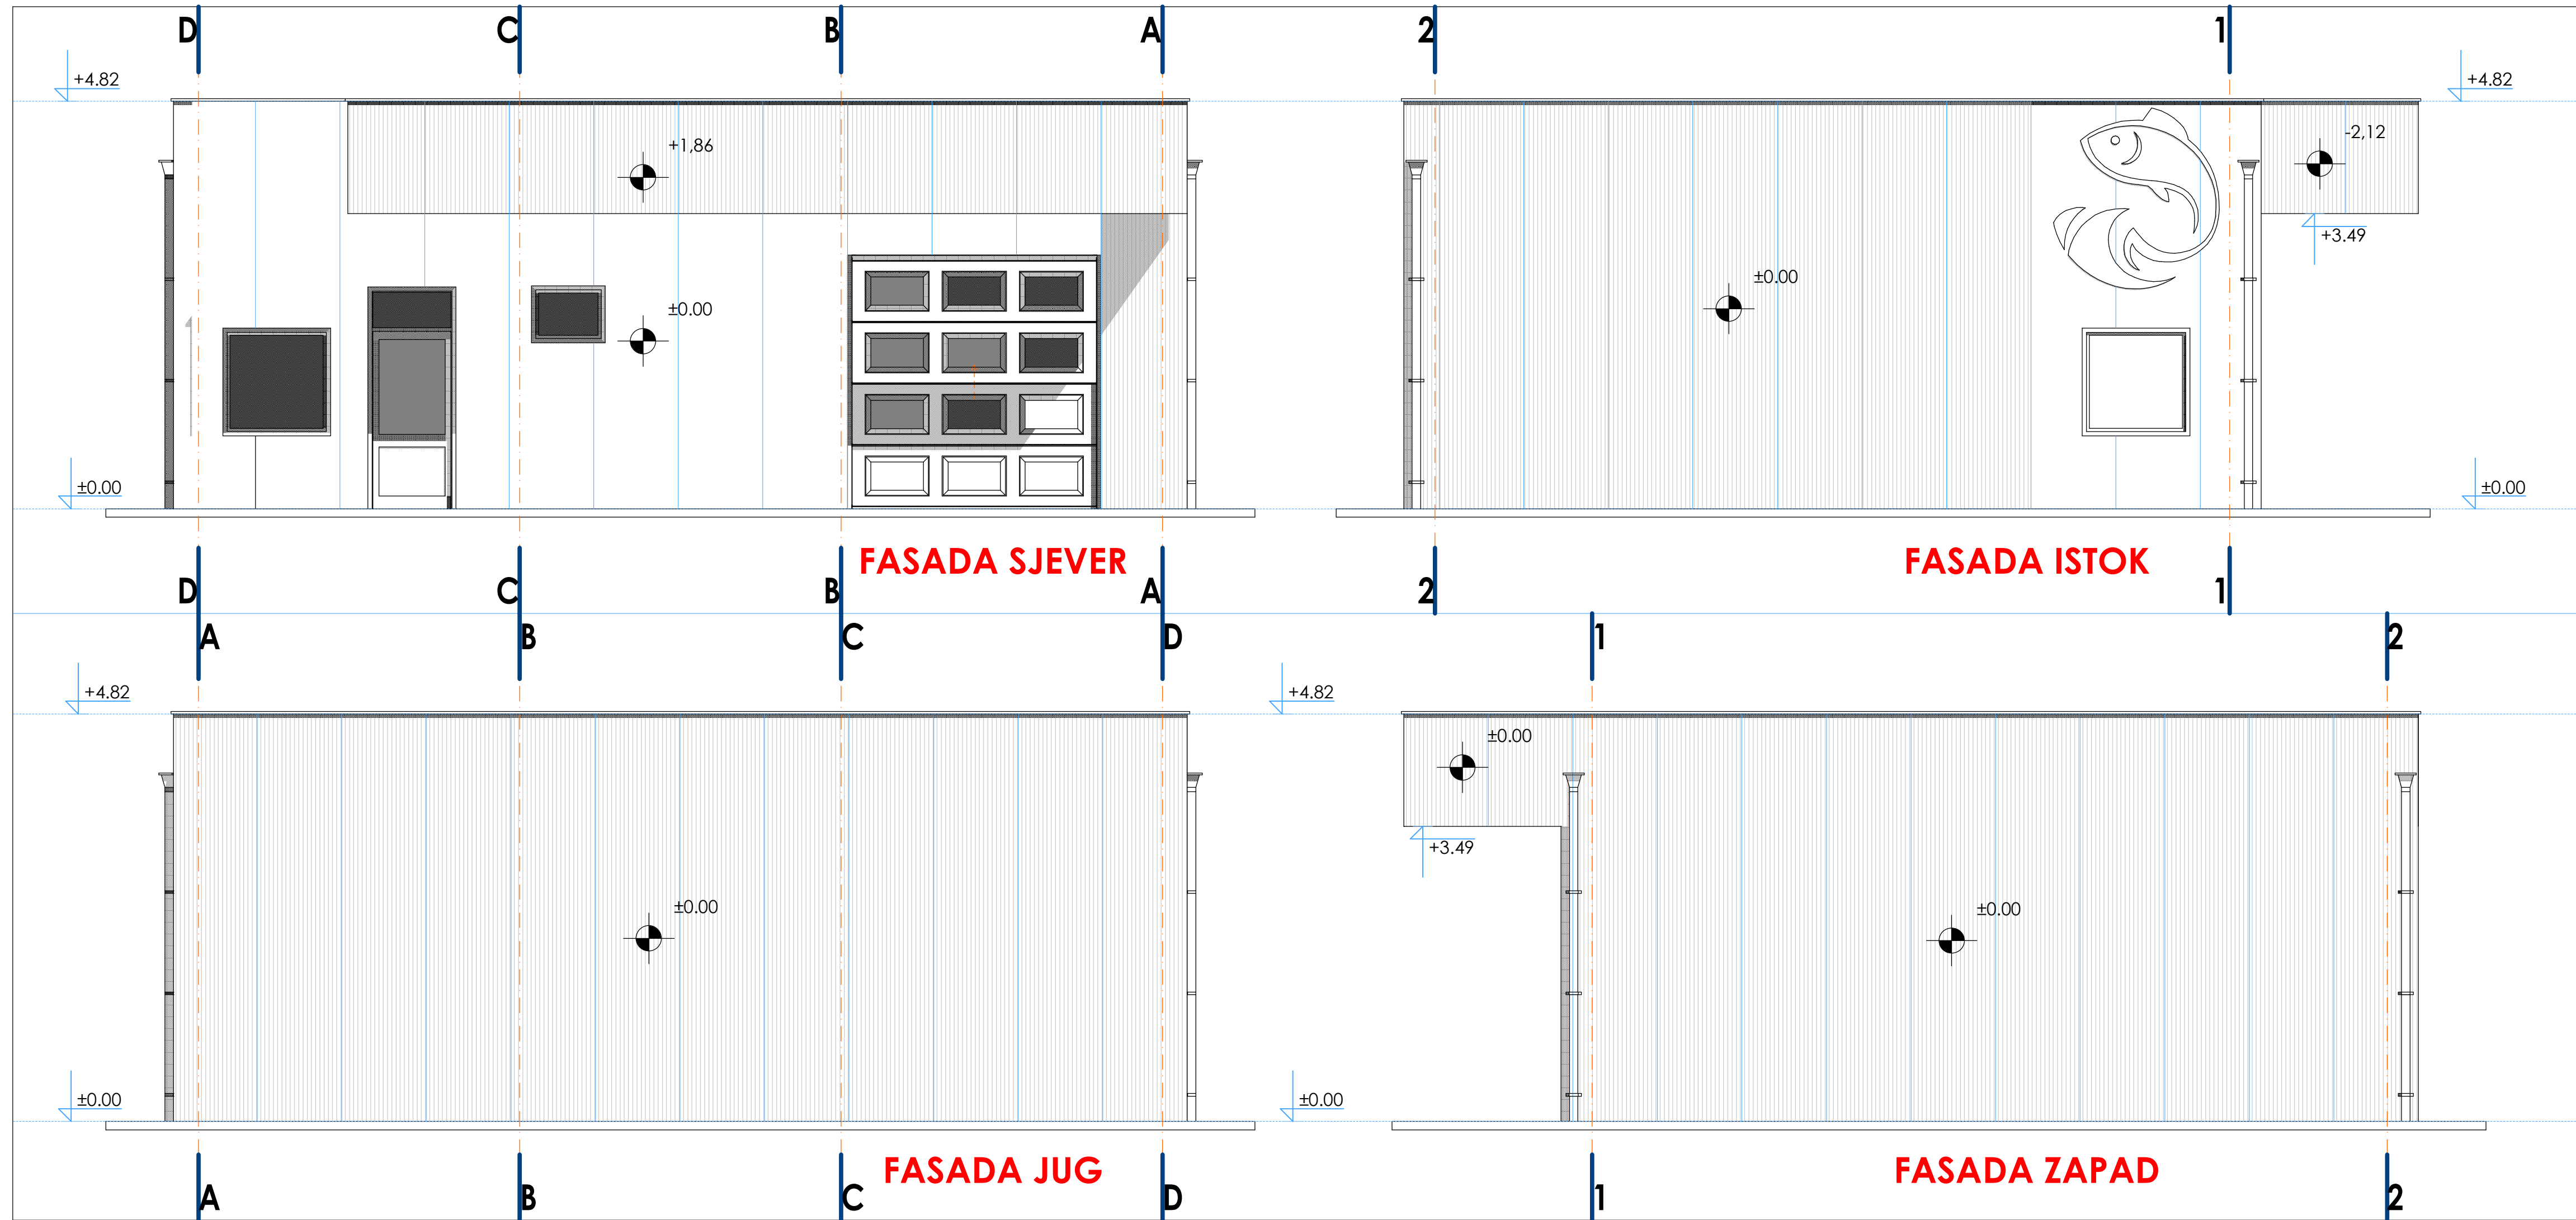 D C B A 2 1
+4.82 +4.82
+1,86 -2,12
+3.49
±0.00 ±0.00
±0.00 ±0.00
FASADA SJEVER FASADA ISTOK
D C B A 2 1
A B C D 1 2
+4.82 +4.82
±0.00
+3.49
±0.00 ±0.00
±0.00 ±0.00
FASADA JUG FASADA ZAPAD
A B C D 1 2